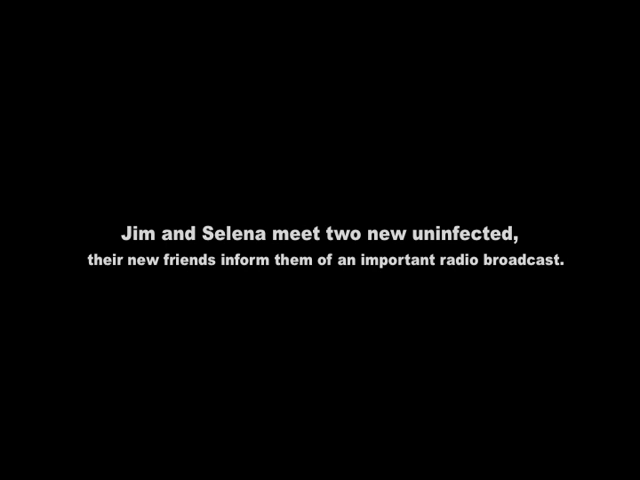 Jim and Selena meet two new uninfected,
their new friends inform them of an important radio broadcast.